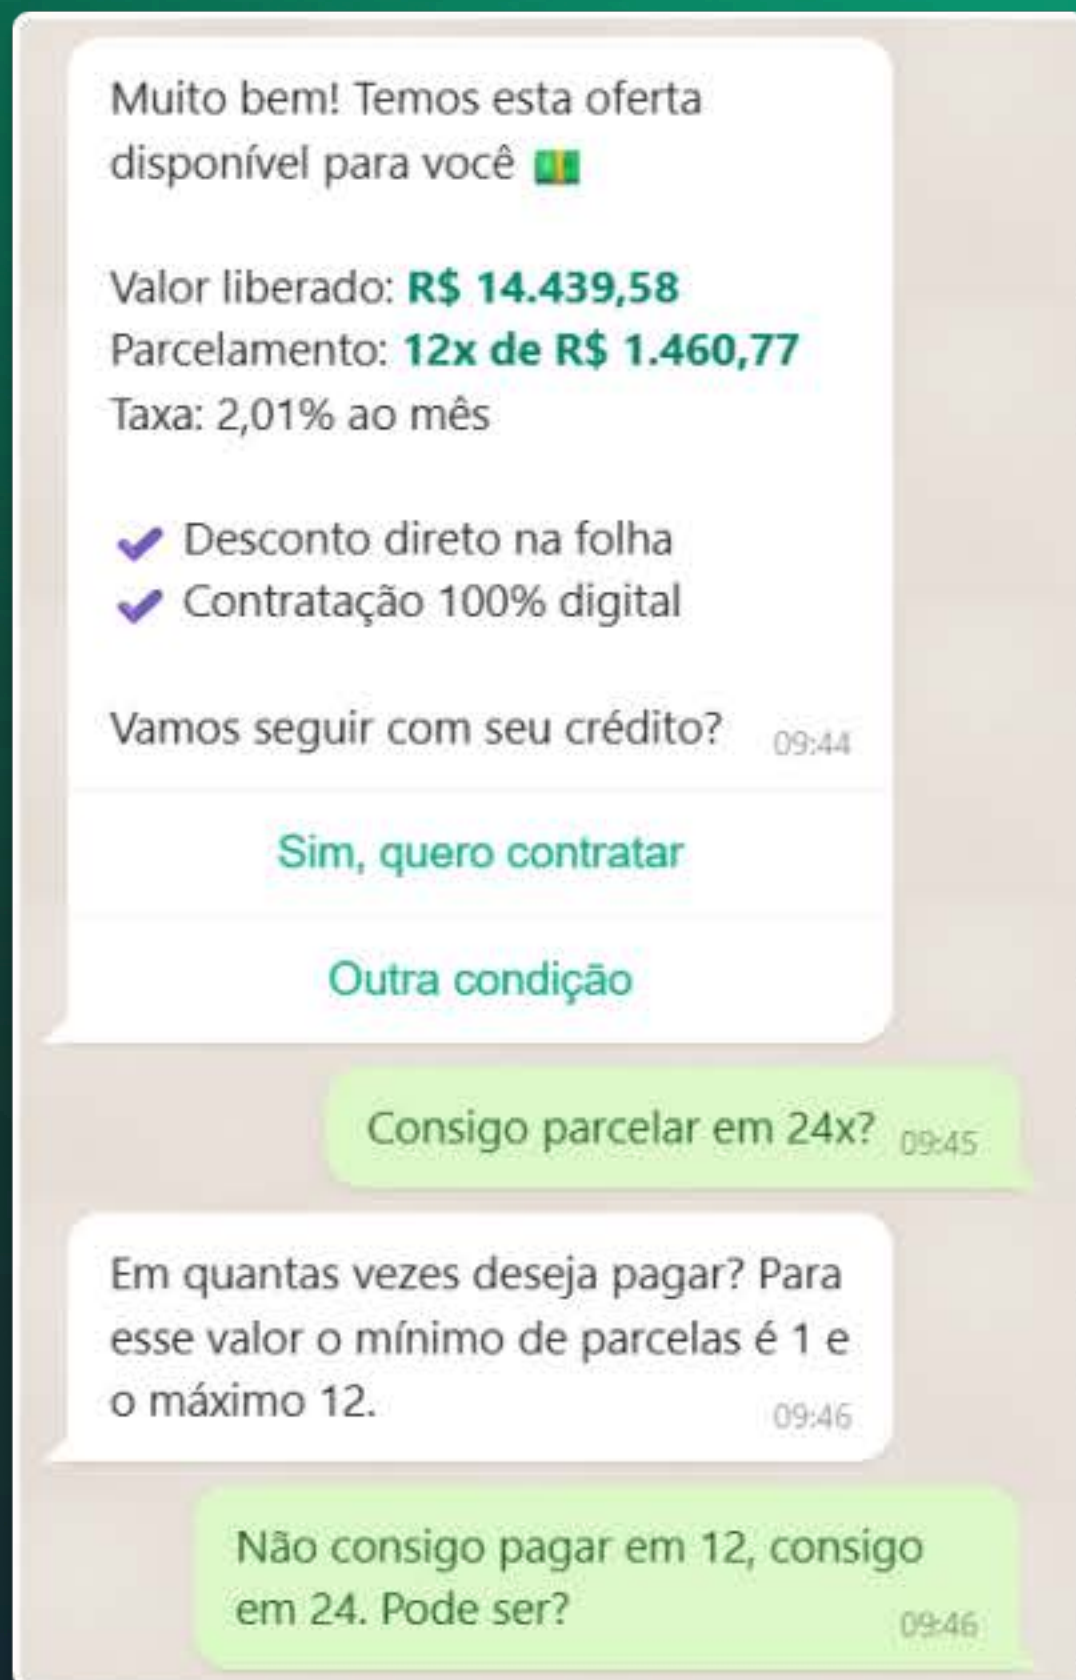 Muito bem! Temos esta oferta
disponível para você
Valor liberado: R$ 14.439,58
Parcelamento: 12x de R$ 1.460,77
Taxa: 2,01% ao mês
Desconto direto na folha
Contratação 100% digital
Vamos seguir com seu crédito? 09:44
Sim, quero contratar
Outra condição
Consigo parcelar em 24x? 09:45
Em quantas vezes deseja pagar? Para
esse valor o mínimo de parcelas é 1 e
o máximo 12. 09:46
Não consigo pagar em 12, consigo
em 24. Pode ser? 09:46